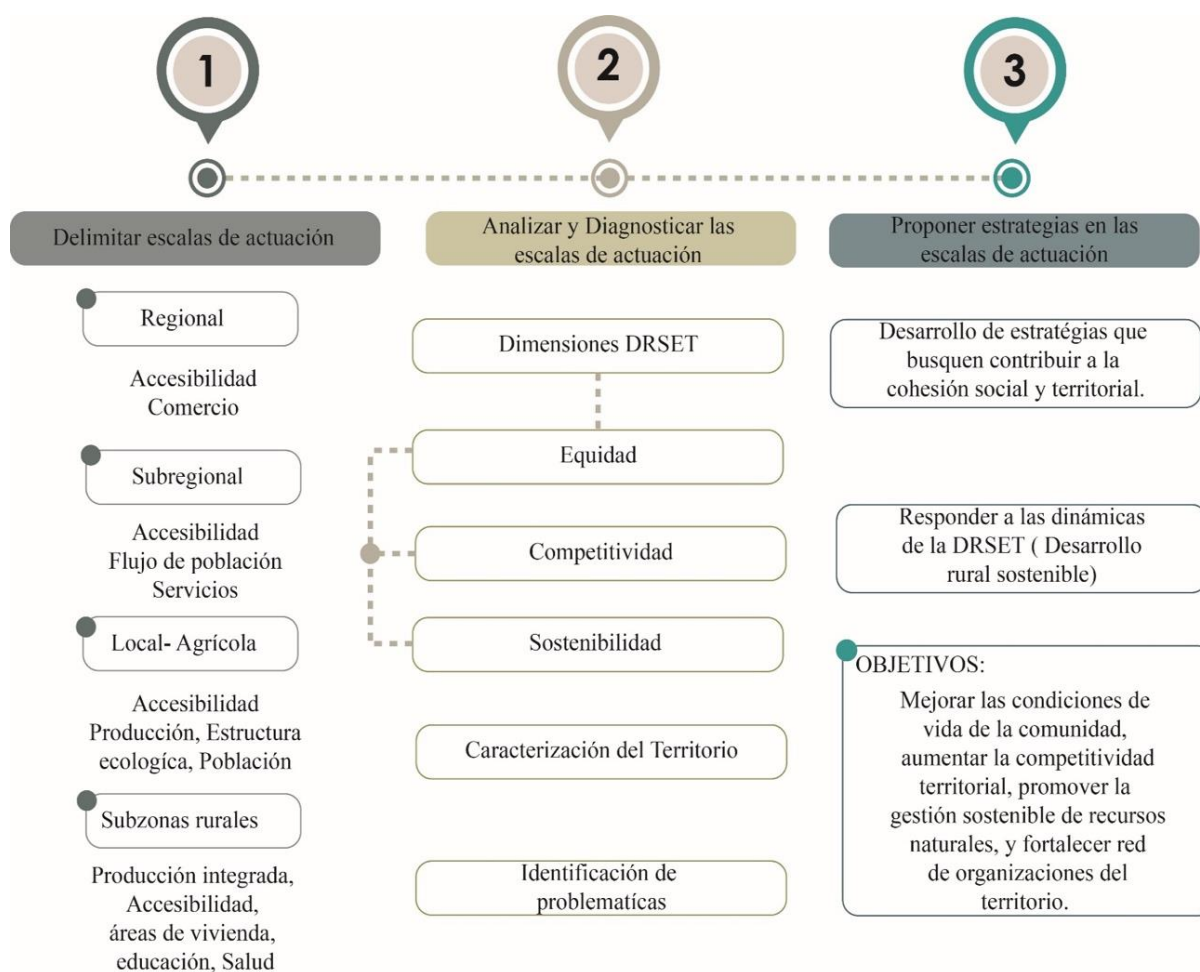 1
2
3
Delimitar escalas de actuación
Analizar y Diagnosticar las
escalas de actuación
Proponer estrategias en las
escalas de actuación
Regional
Accesibilidad
Comercio
Subregional
Accesibilidad
Flujo de población
Servicios
Local- Agrícola
Accesibilidad
Producción, Estructura
ecologíca, Población
Subzonas rurales
Producción integrada,
Accesibilidad,
áreas de vivienda,
educación, Salud
Dimensiones DRSET
Equidad
Competitividad
Sostenibilidad
Caracterización del Territorio
Identificación de
problematícas
Desarrollo de estratégias que
busquen contribuir a la
cohesión social y territorial.
Responder a las dinámicas
de la DRSET ( Desarrollo
rural sostenible)
OBJETIVOS:
Mejorar las condiciones de
vida de la comunidad,
aumentar la competitividad
territorial, promover la
gestión sostenible de recursos
naturales, y fortalecer red
de organizaciones del
territorio.